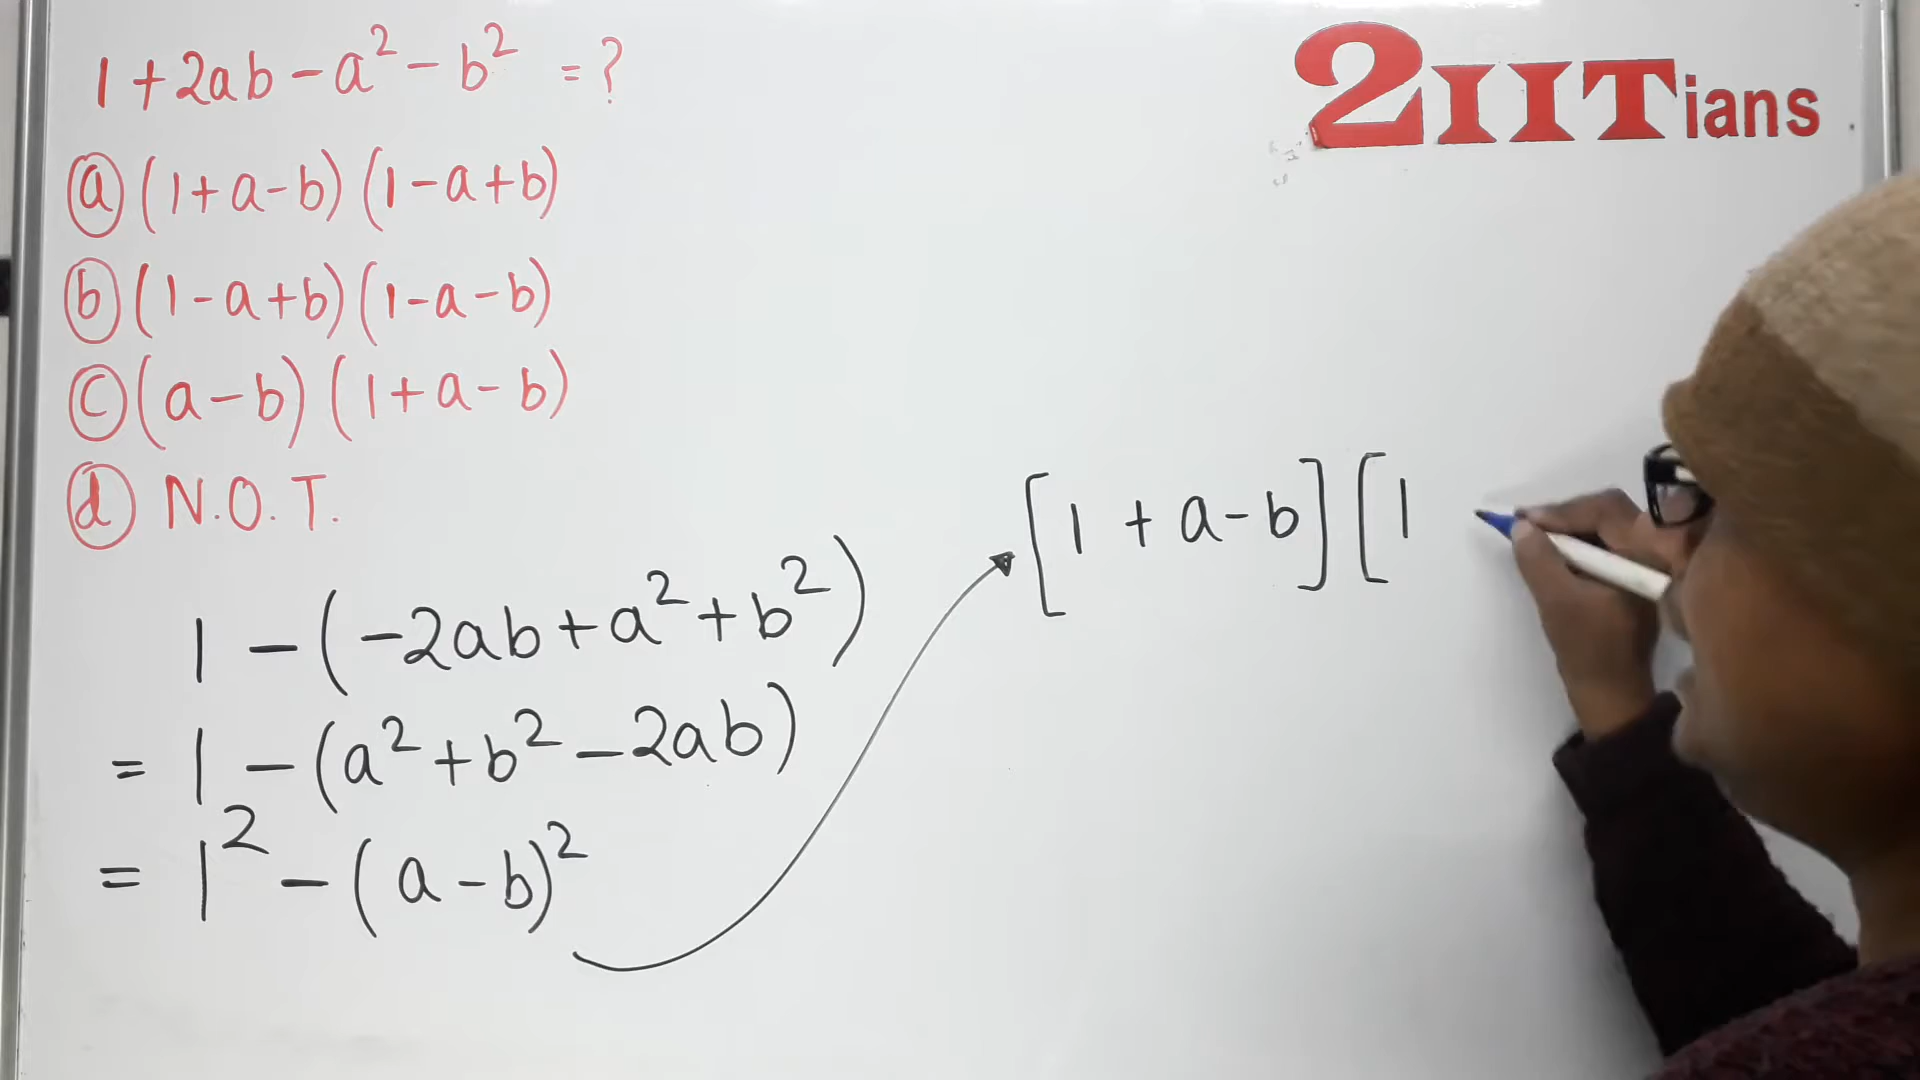 1 + 2ab - a² - b² = ?
2IITians
ⓐ (1 + a - b) (1 - a + b)
ⓑ (1 - a + b) (1 - a - b)
ⓒ (a - b) (1 + a - b)
ⓓ N.O.T.
1 - (-2ab + a² + b²)
= 1 - (a² + b² - 2ab)
= 1² - (a - b)²
[1 + a - b] [1